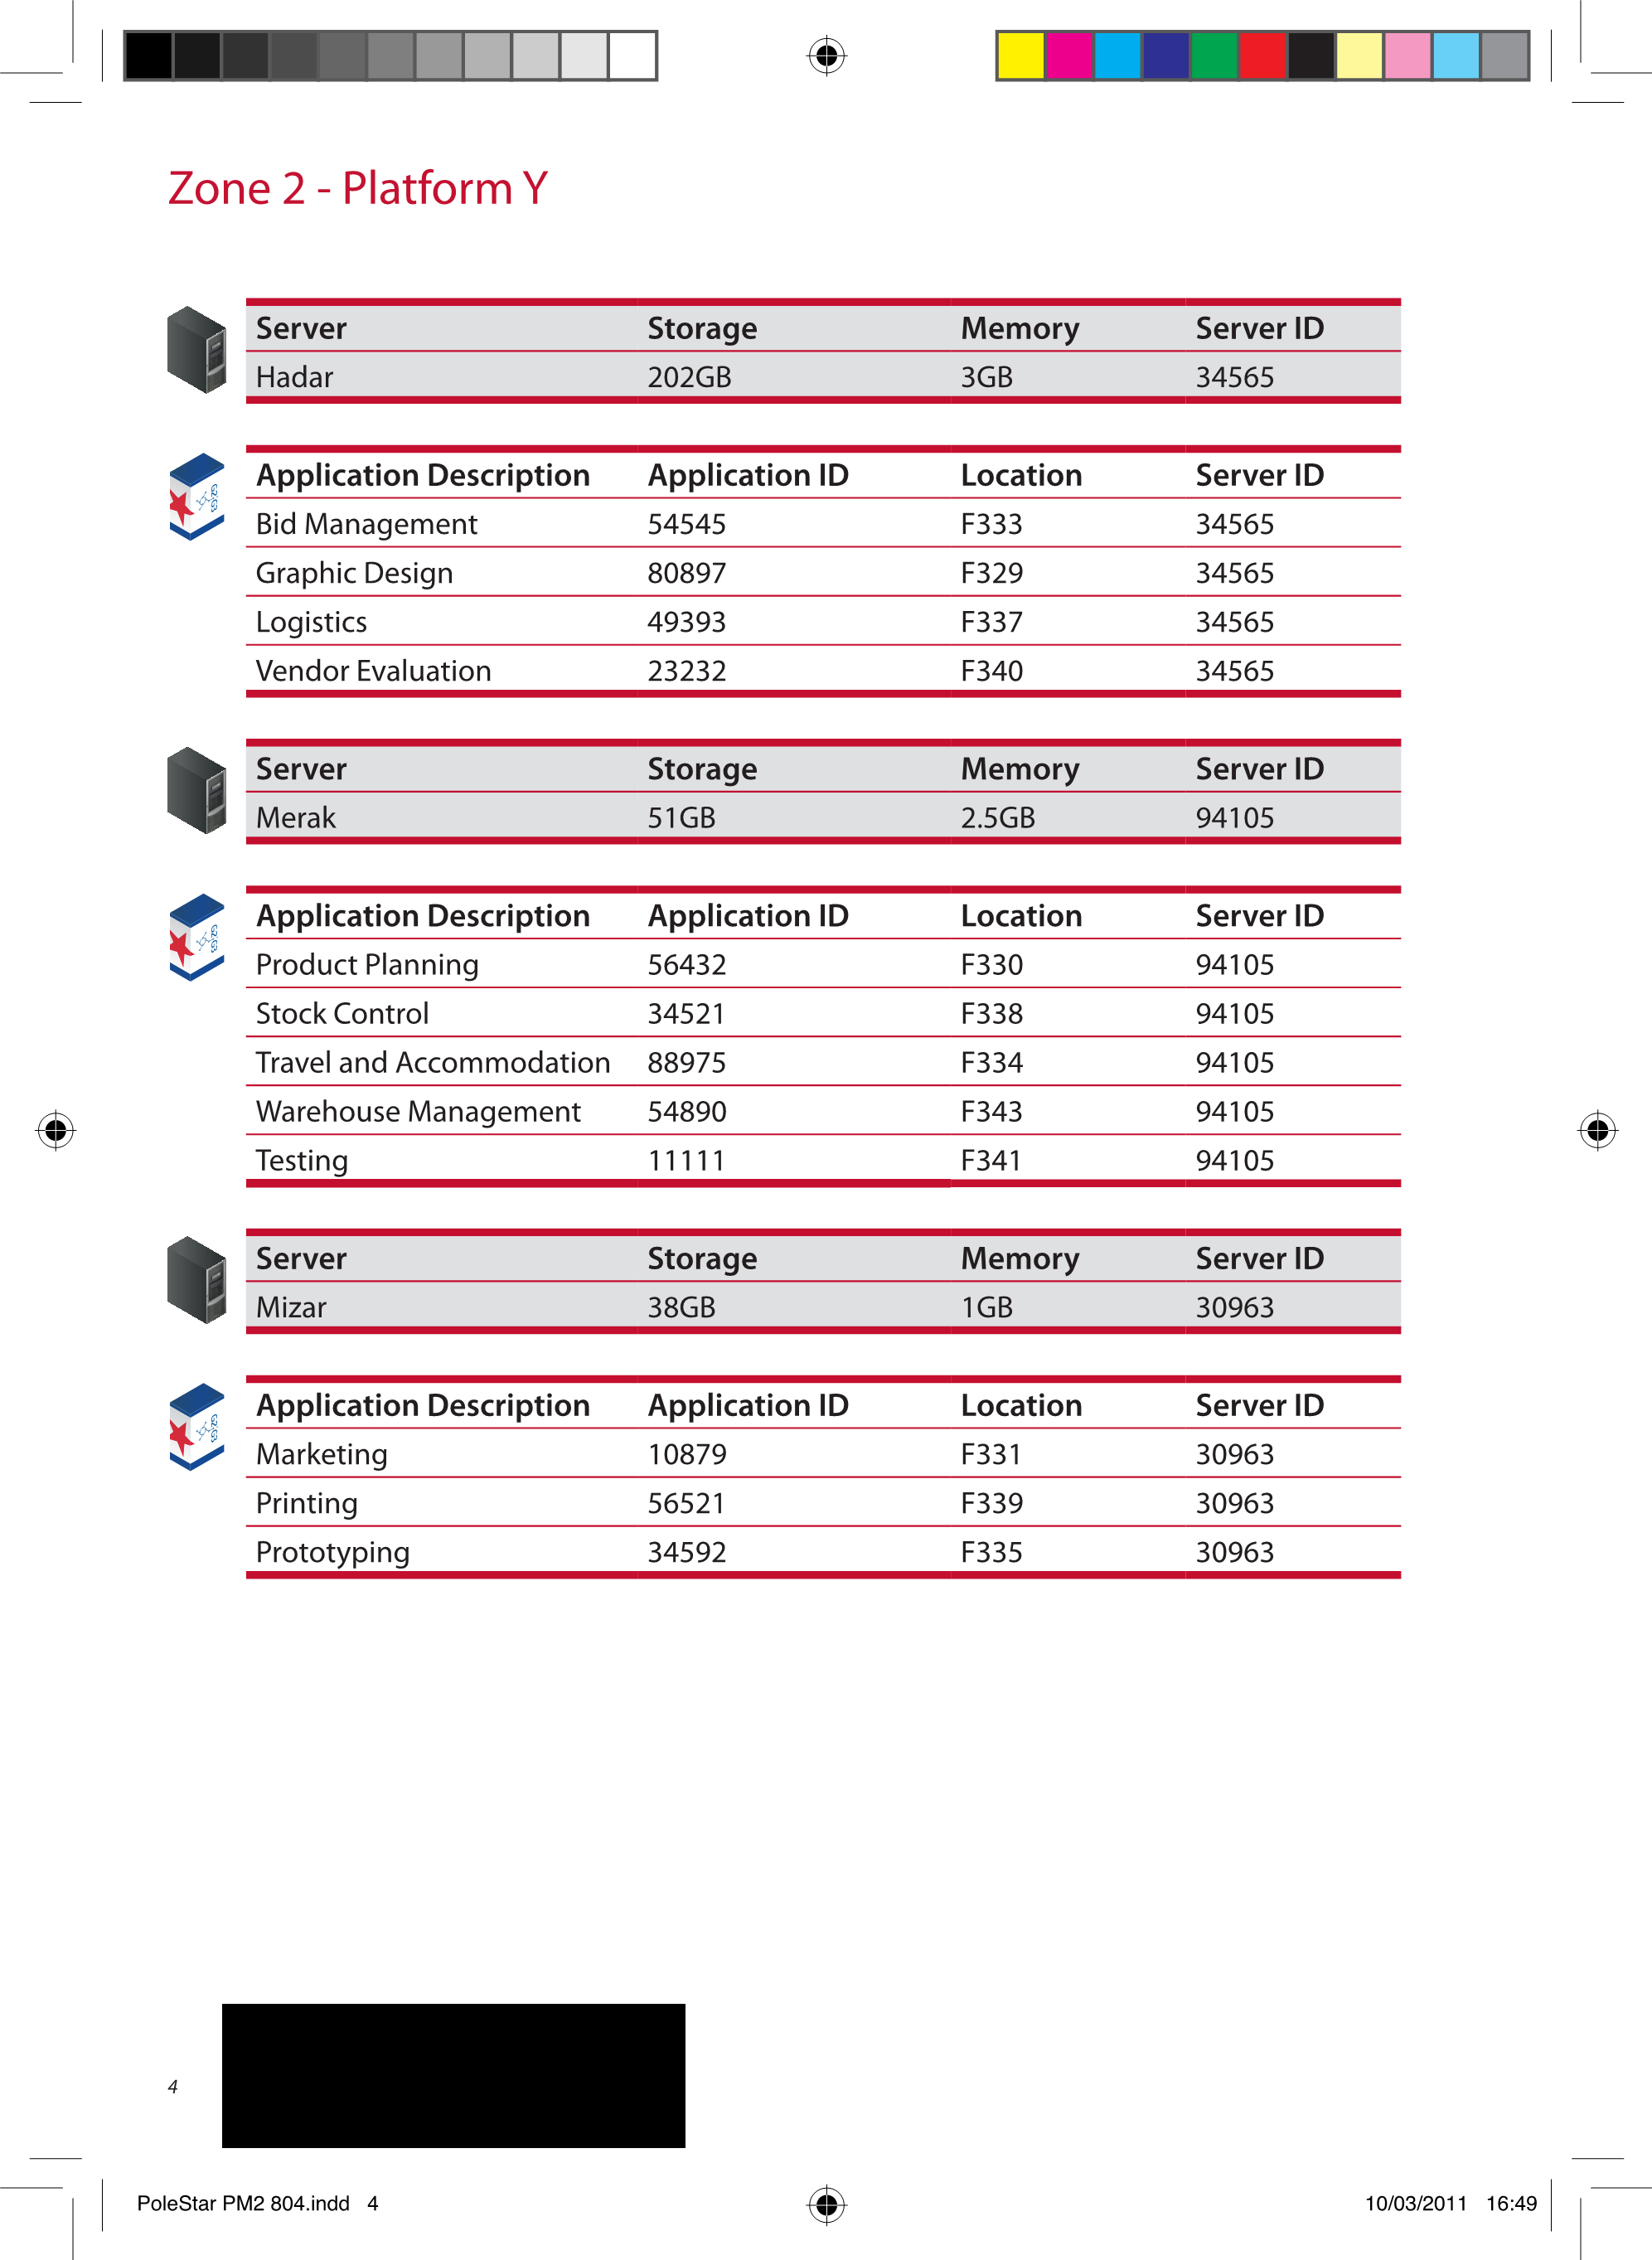 Zone 2 - Platform Y
Server Storage Memory Server ID
Hadar 202GB 3GB 34565
Application Description Application ID Location Server ID
Bid Management 54545 F333 34565
Graphic Design 80897 F329 34565
Logistics 49393 F337 34565
Vendor Evaluation 23232 F340 34565
Server Storage Memory Server ID
Merak 51GB 2.5GB 94105
Application Description Application ID Location Server ID
Product Planning 56432 F330 94105
Stock Control 34521 F338 94105
Travel and Accommodation 88975 F334 94105
Warehouse Management 54890 F343 94105
Testing 11111 F341 94105
Server Storage Memory Server ID
Mizar 38GB 1GB 30963
Application Description Application ID Location Server ID
Marketing 10879 F331 30963
Printing 56521 F339 30963
Prototyping 34592 F335 30963
4
PoleStar PM2 804.indd 4 10/03/2011 16:49